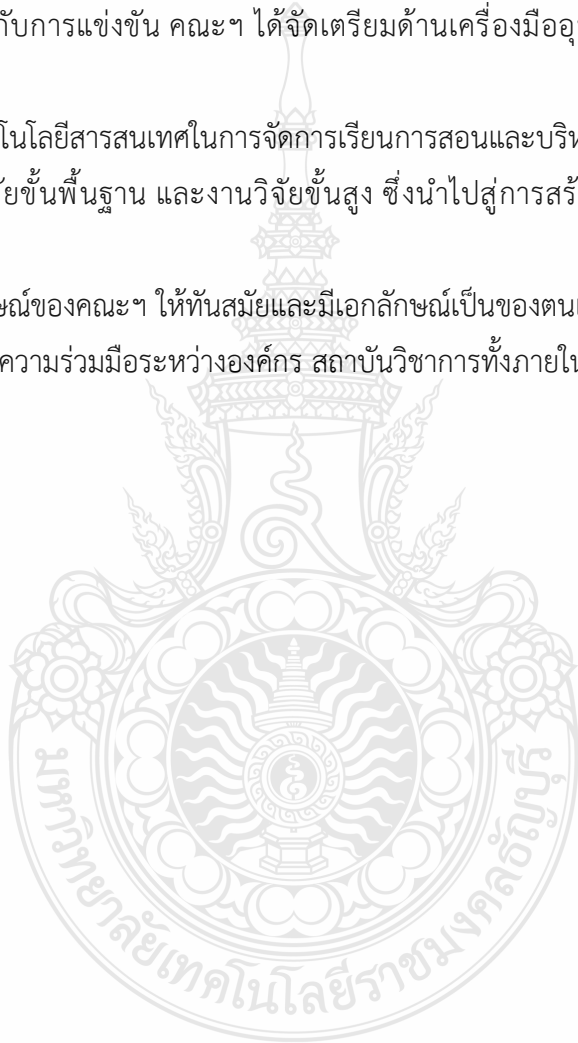 กับการแข่งขัน คณะฯ ได้จัดเตรียมด้านเครื่องมืออุ
โนโลยีสารสนเทศในการจัดการเรียนการสอนและบริห
ัยขั้นพื้นฐาน และงานวิจัยขั้นสูง ซึ่งนำไปสู่การสร้
ษณ์ของคณะฯ ให้ทันสมัยและมีเอกลักษณ์เป็นของตนเ
ความร่วมมือระหว่างองค์กร สถาบันวิชาการทั้งภายใน
มหาวิทยาลัยเทคโนโลยีราชมงคลธัญบุรี